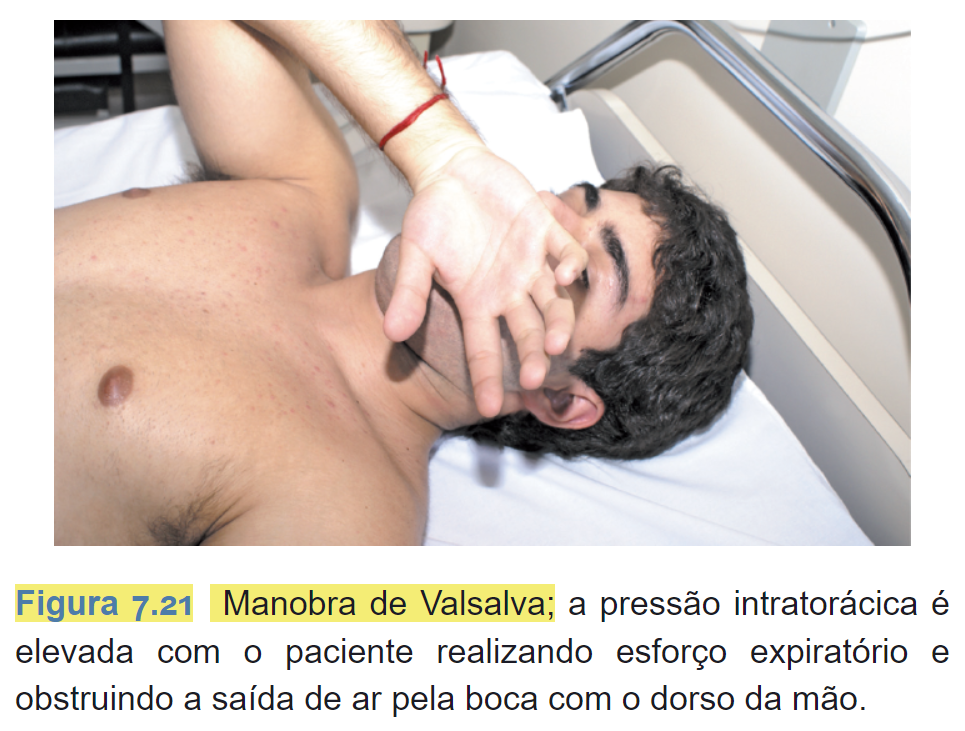 Figura 7.21 Manobra de Valsalva; a pressão intratorácica é
elevada com o paciente realizando esforço expiratório e
obstruindo a saída de ar pela boca com o dorso da mão.